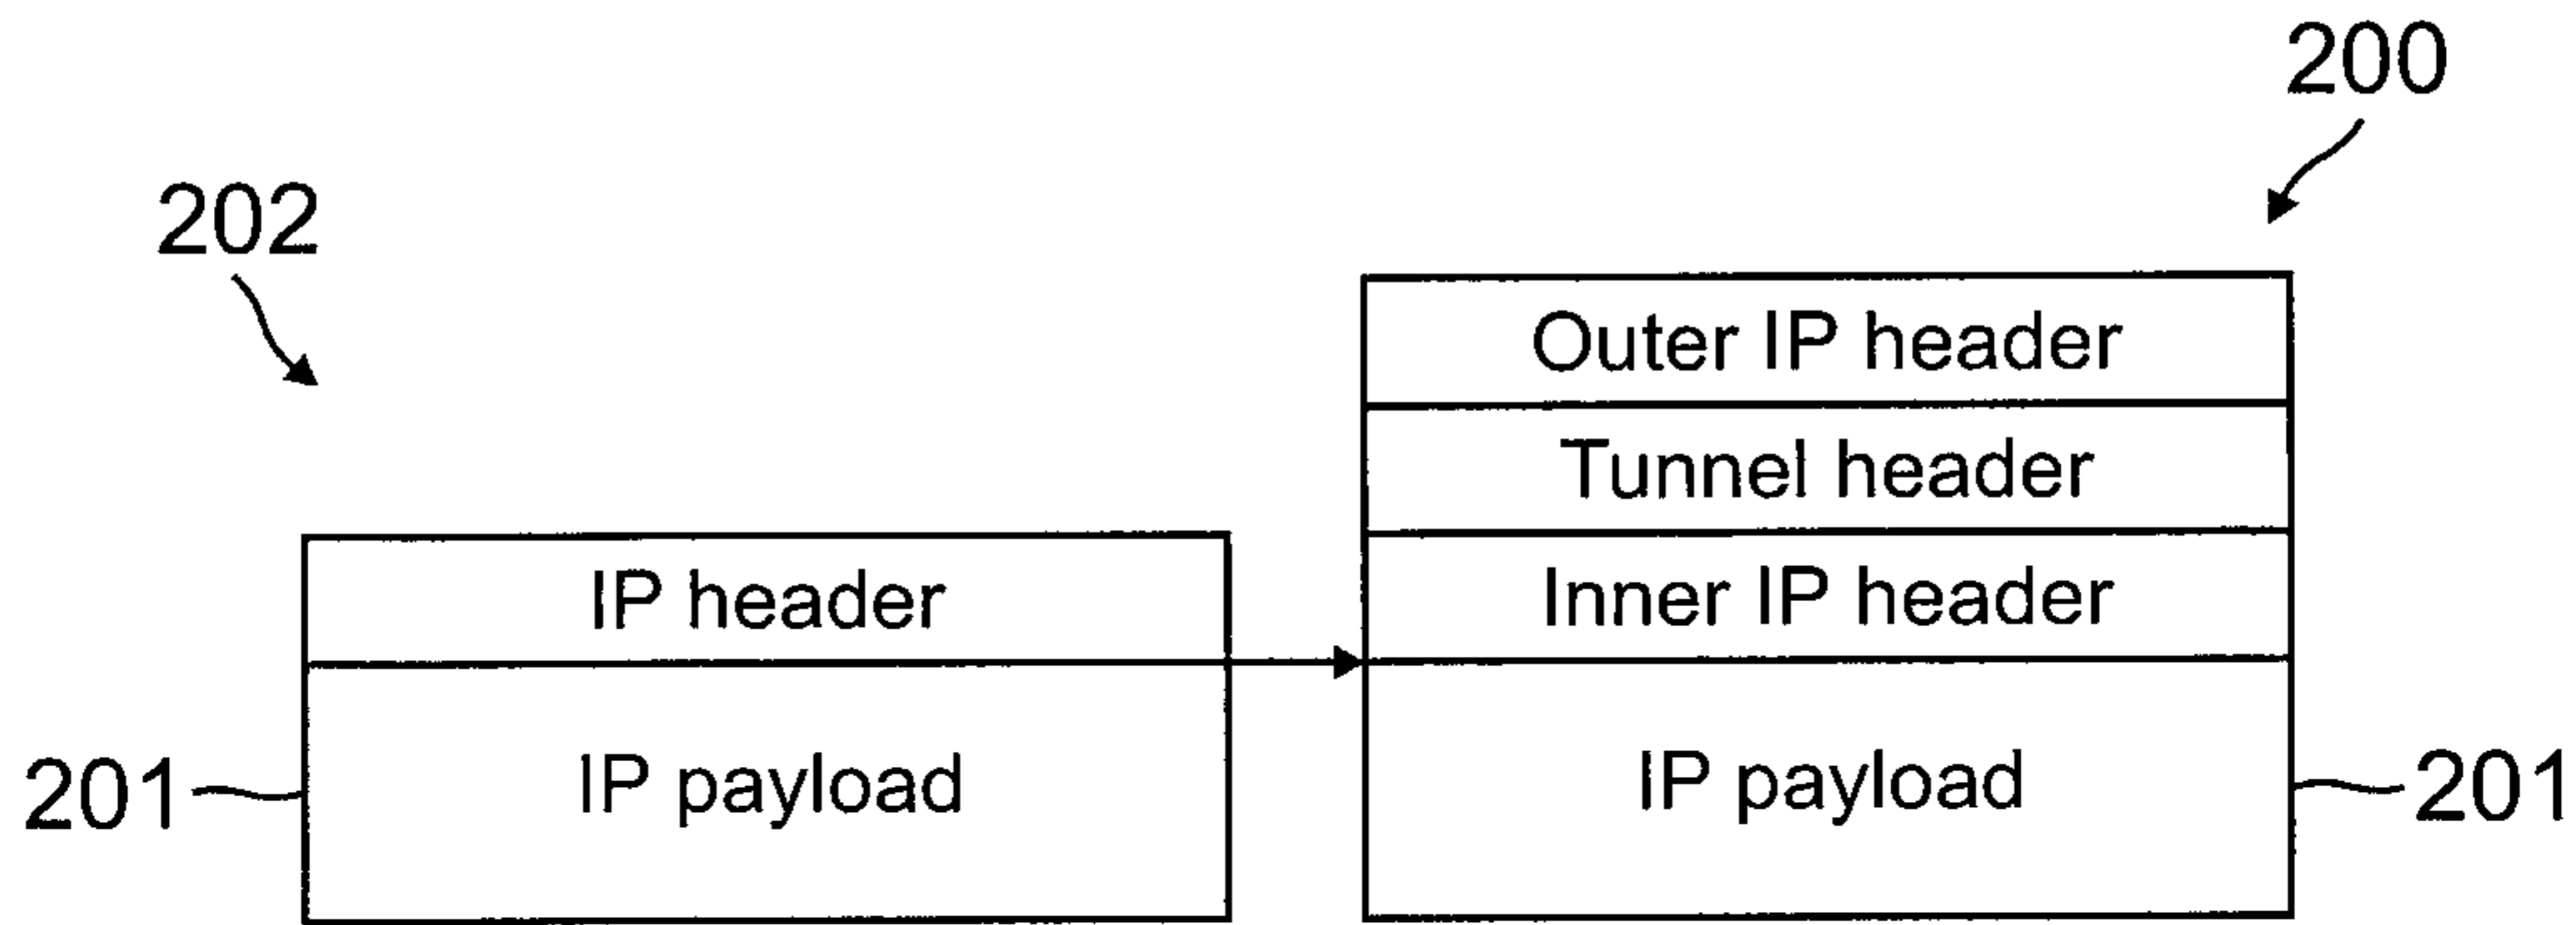 200
202
Outer IP header
Tunnel header
IP header
Inner IP header
201
IP payload
IP payload
201